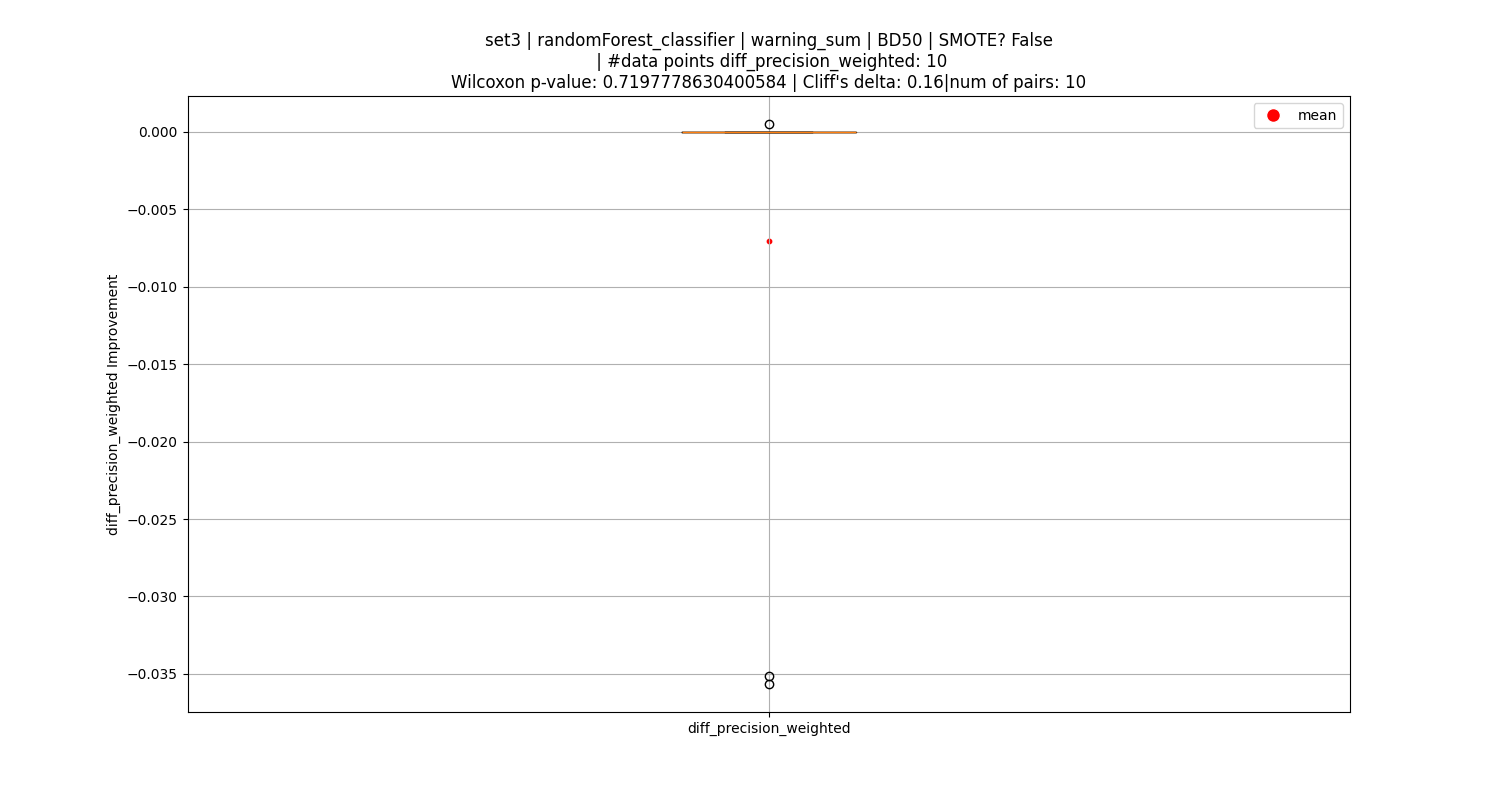 set3 | randomForest_classifier | warning_sum | BD50 | SMOTE? False
| #data points diff_precision_weighted: 10
Wilcoxon p-value: 0.7197778630400584 | Cliff's delta: 0.16|num of pairs: 10
mean
0.000
−0.005
−0.010
−0.015
−0.020
−0.025
−0.030
−0.035
diff_precision_weighted Improvement
diff_precision_weighted